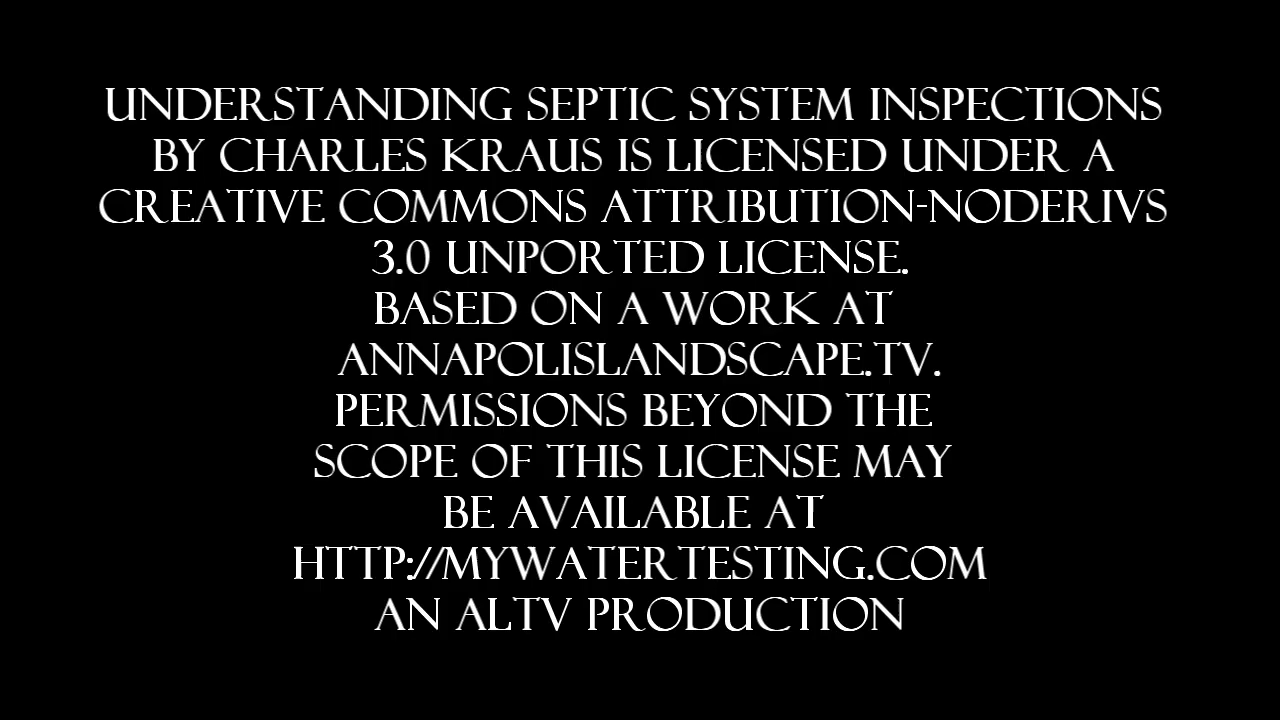 UNDERSTANDING SEPTIC SYSTEM INSPECTIONS
BY CHARLES KRAUS IS LICENSED UNDER A
CREATIVE COMMONS ATTRIBUTION-NODERIVS
3.0 UNPORTED LICENSE.
BASED ON A WORK AT
ANNAPOLISLANDSCAPE.TV.
PERMISSIONS BEYOND THE
SCOPE OF THIS LICENSE MAY
BE AVAILABLE AT
HTTP://MYWATERTESTING.COM
AN ALTV PRODUCTION